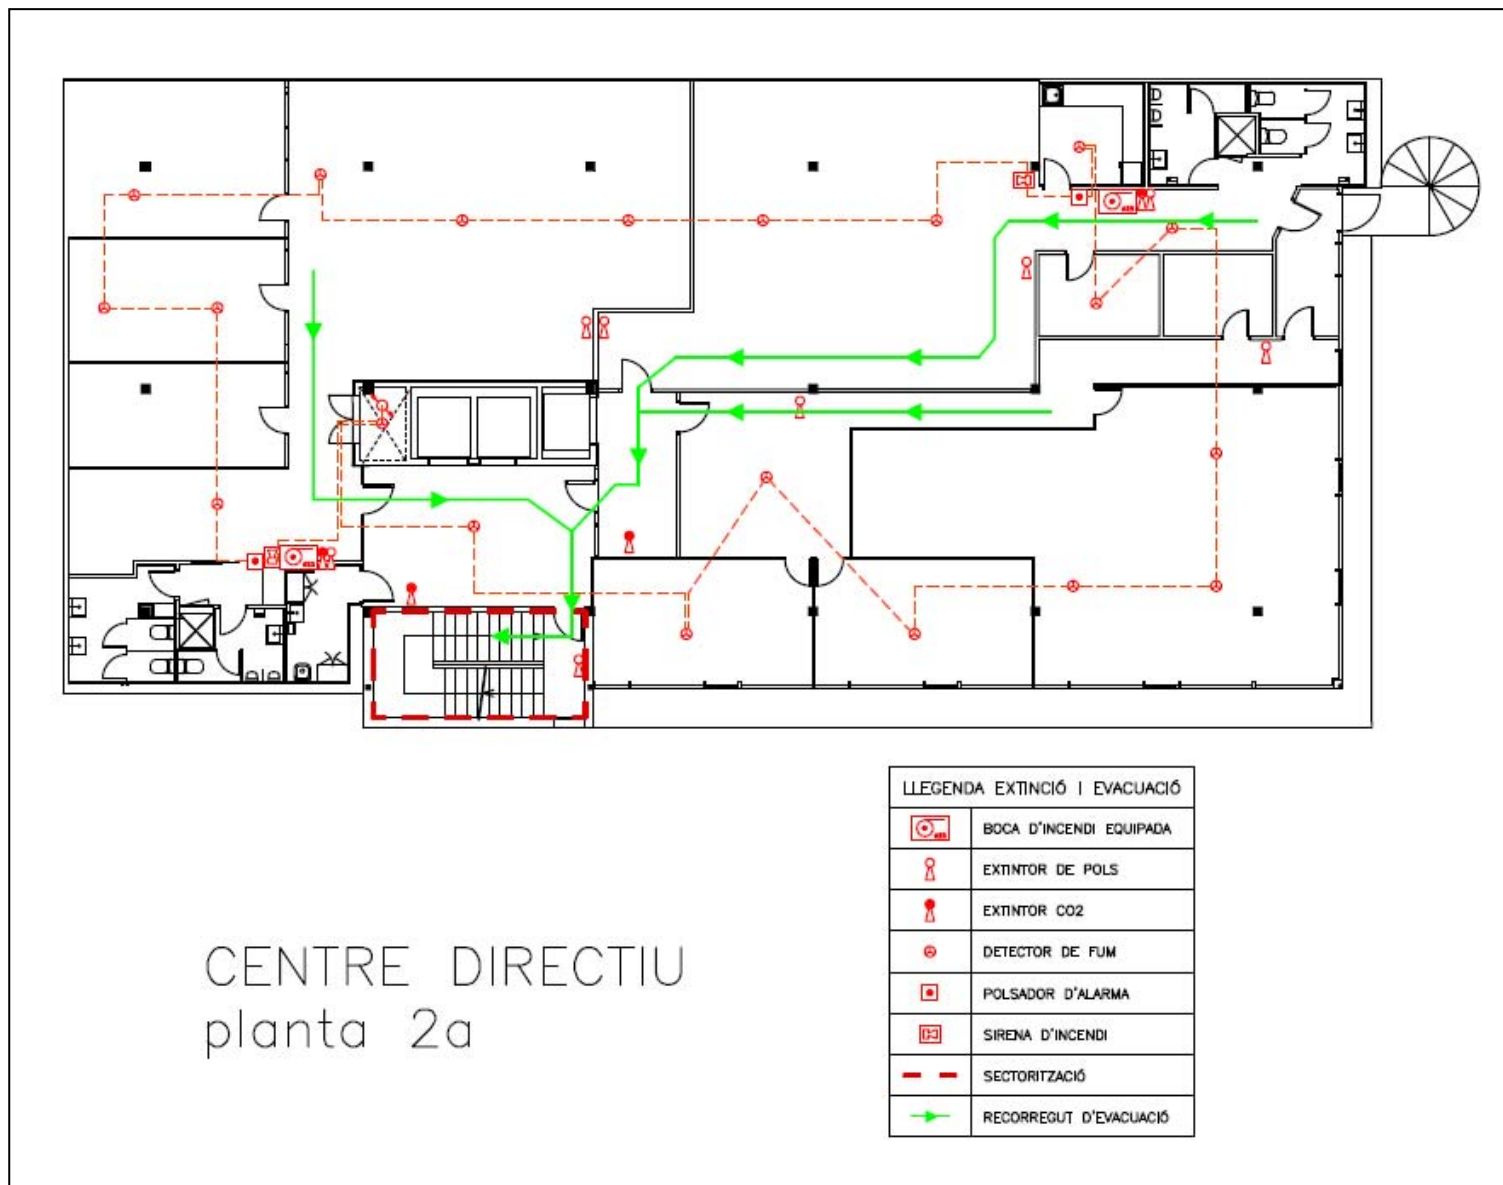 CENTRE DIRECTIU
planta 2a
LLEGENDA EXTINCIÓ I EVACUACIÓ
BOCA D'INCENDI EQUIPADA
EXTINTOR DE POLS
EXTINTOR CO2
DETECTOR DE FUM
POLSADOR D'ALARMA
SIRENA D'INCENDI
SECTORITZACIÓ
RECORREGUT D'EVACUACIÓ